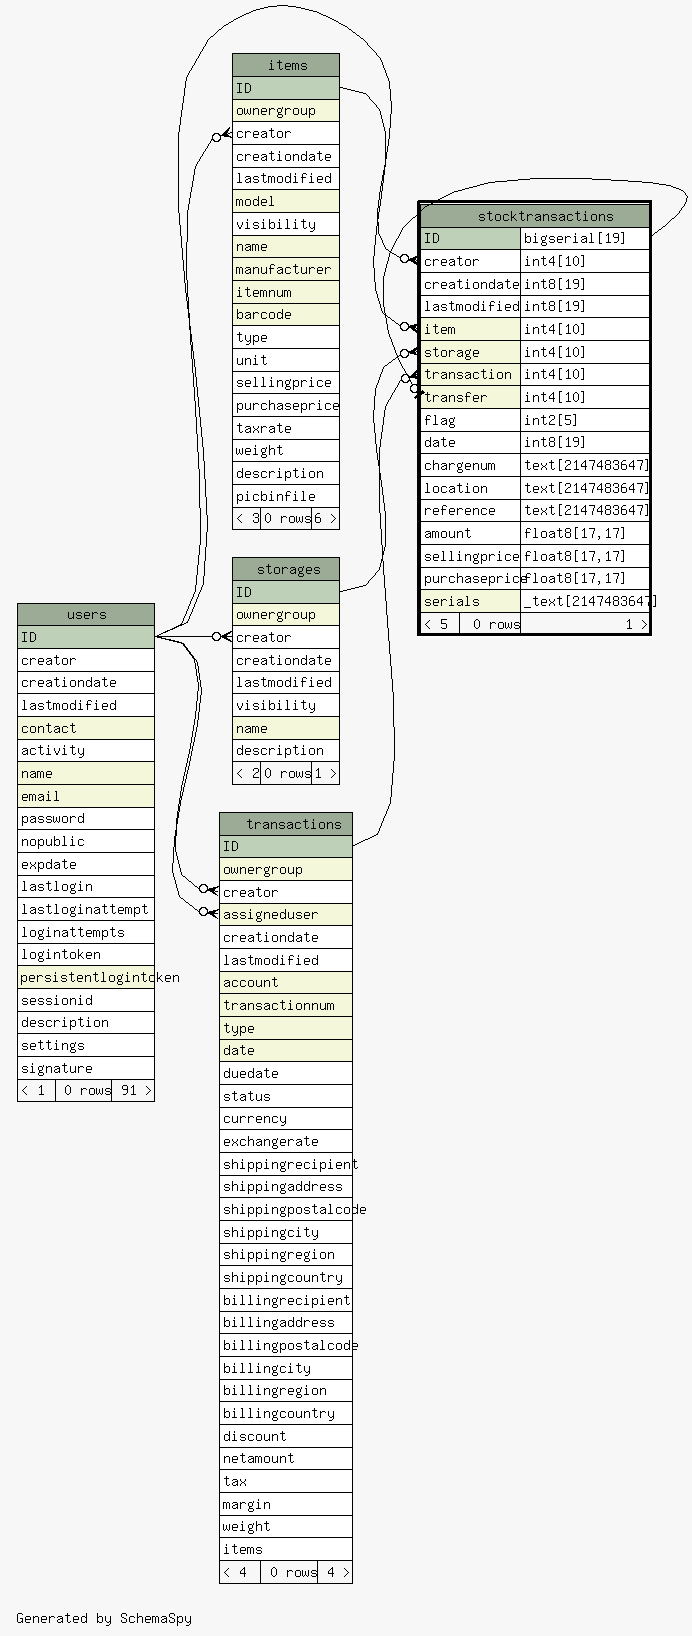 items
ID
ownergroup
creator
creationdate
lastmodified
model
visibility
name
manufacturer
itemnum
barcode
type
unit
sellingprice
purchaseprice
taxrate
weight
description
picbinfile
< 3 0 rows 6 >
stocktransactions
ID bigserial[19]
creator int4[10]
creationdate int8[19]
lastmodified int8[19]
item int4[10]
storage int4[10]
transaction int4[10]
transfer int4[10]
flag int2[5]
date int8[19]
chargenum text[2147483647]
location text[2147483647]
reference text[2147483647]
amount float8[17,17]
sellingprice float8[17,17]
purchaseprice float8[17,17]
serials _text[2147483647]
< 5 0 rows 1 >
storages
ID
ownergroup
creator
creationdate
lastmodified
visibility
name
description
< 2 0 rows 1 >
users
ID
creator
creationdate
lastmodified
contact
activity
name
email
password
nopublic
expdate
lastlogin
lastloginattempt
loginattempts
logintoken
persistentlogintoken
sessionid
description
settings
signature
< 1 0 rows 91 >
transactions
ID
ownergroup
creator
assigneduser
creationdate
lastmodified
account
transactionnum
type
date
duedate
status
currency
exchangerate
shippingrecipient
shippingaddress
shippingpostalcode
shippingcity
shippingregion
shippingcountry
billingrecipient
billingaddress
billingpostalcode
billingcity
billingregion
billingcountry
discount
netamount
tax
margin
weight
items
< 4 0 rows 4 >
Generated by SchemaSpy